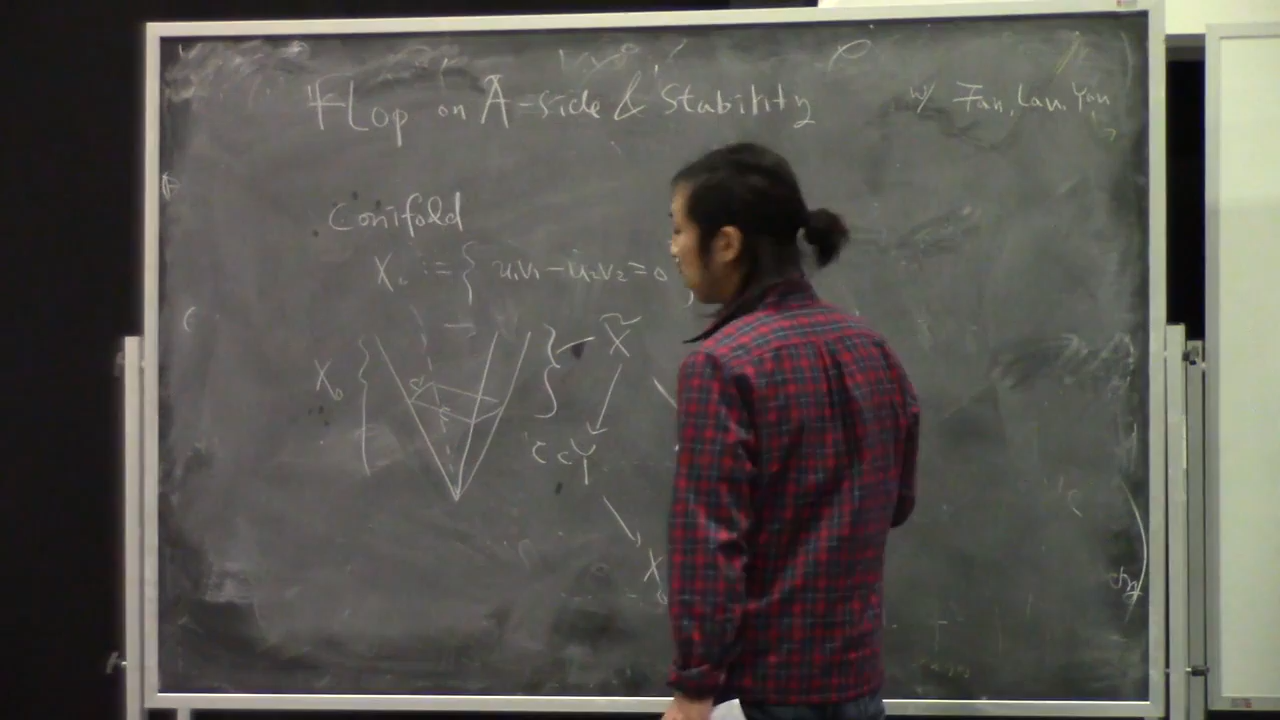 Flop on A-side & Stability w/ Fan, Lau, Yau
Conifold
X₀ := { u₁v₁ - u₂v₂ = 0
X₀
X̃
C ⊂ Y
X₀